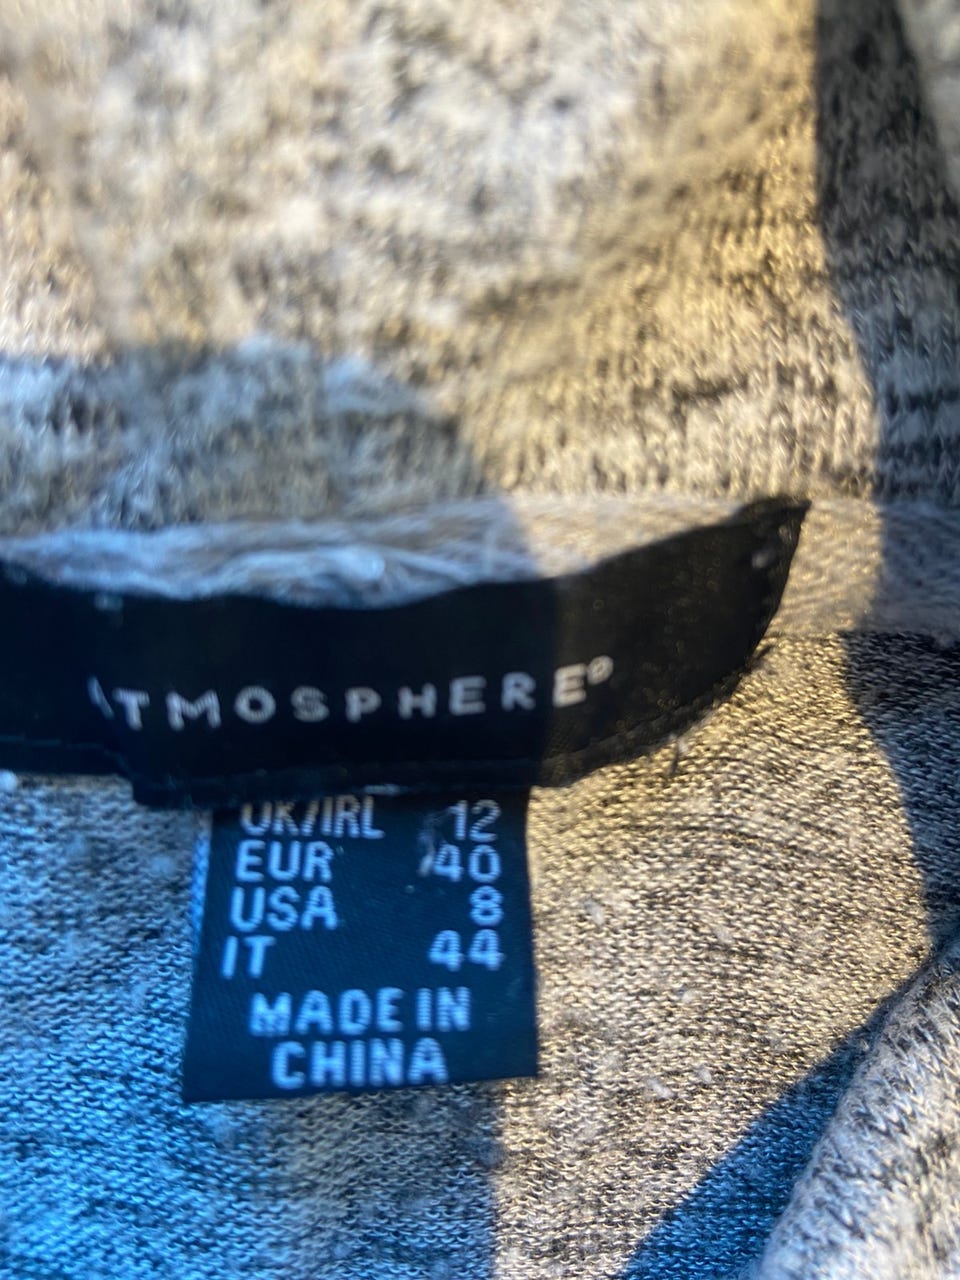 ATMOSPHERE®
UK/IRL 12
EUR 40
USA 8
IT 44
MADE IN
CHINA